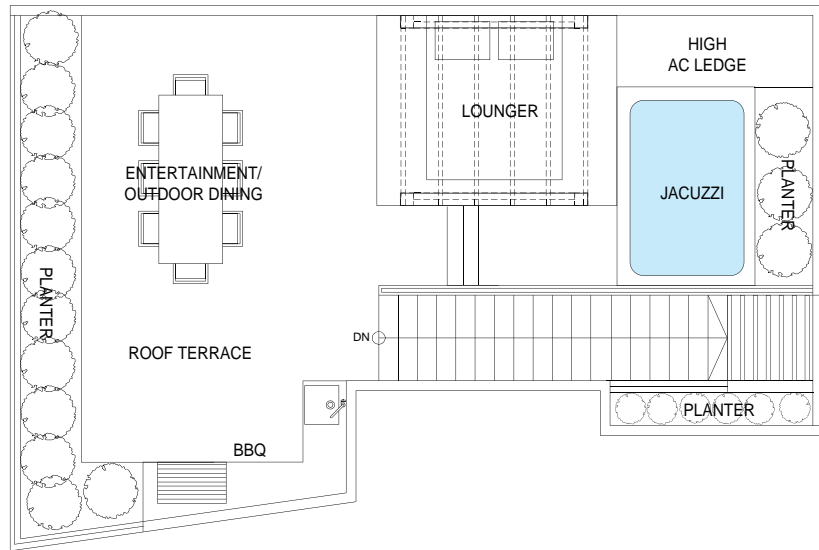 HIGH
AC LEDGE
LOUNGER
ENTERTAINMENT/
OUTDOOR DINING
JACUZZI
PLANTER
PLANTER
DN
ROOF TERRACE
PLANTER
BBQ